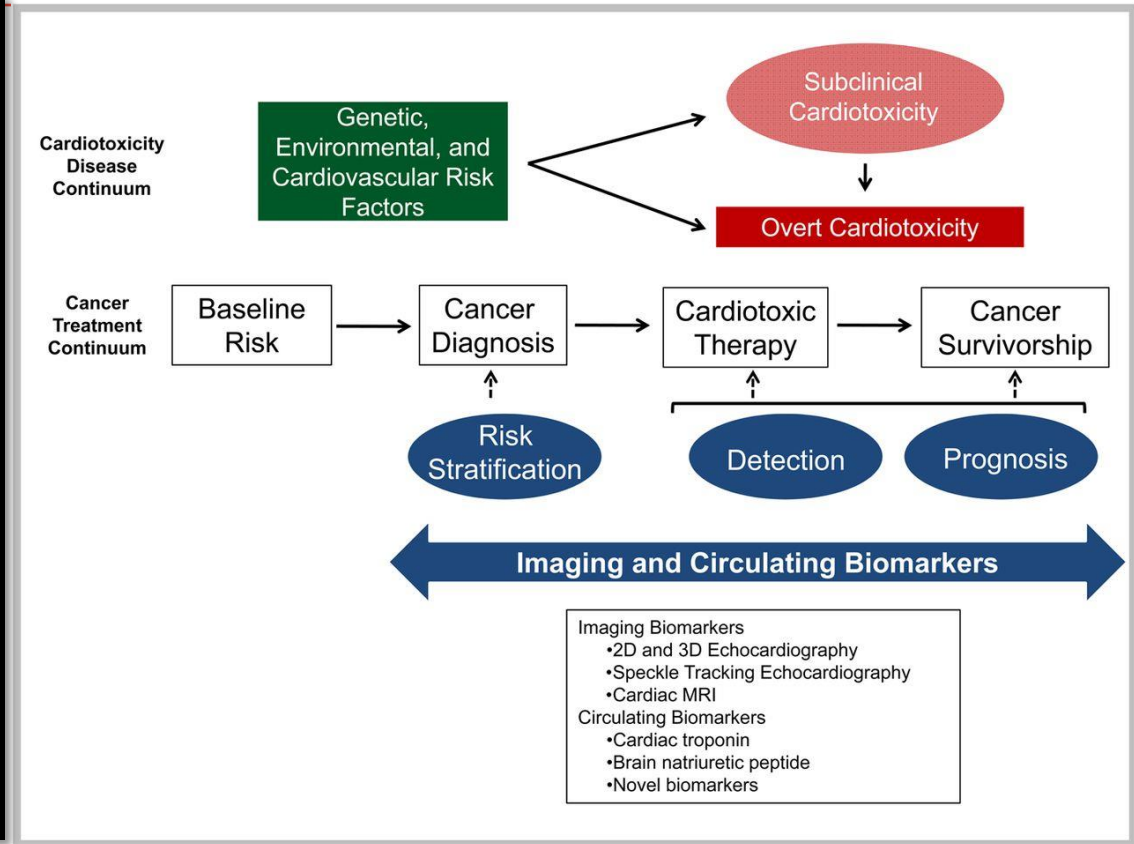 Cardiotoxicity
Disease
Continuum
Genetic,
Environmental, and
Cardiovascular Risk
Factors
Subclinical
Cardiotoxicity
Overt Cardiotoxicity
Cancer
Treatment
Continuum
Baseline
Risk
Cancer
Diagnosis
Cardiotoxic
Therapy
Cancer
Survivorship
Risk
Stratification
Detection
Prognosis
Imaging and Circulating Biomarkers
Imaging Biomarkers
•2D and 3D Echocardiography
•Speckle Tracking Echocardiography
•Cardiac MRI
Circulating Biomarkers
•Cardiac troponin
•Brain natriuretic peptide
•Novel biomarkers